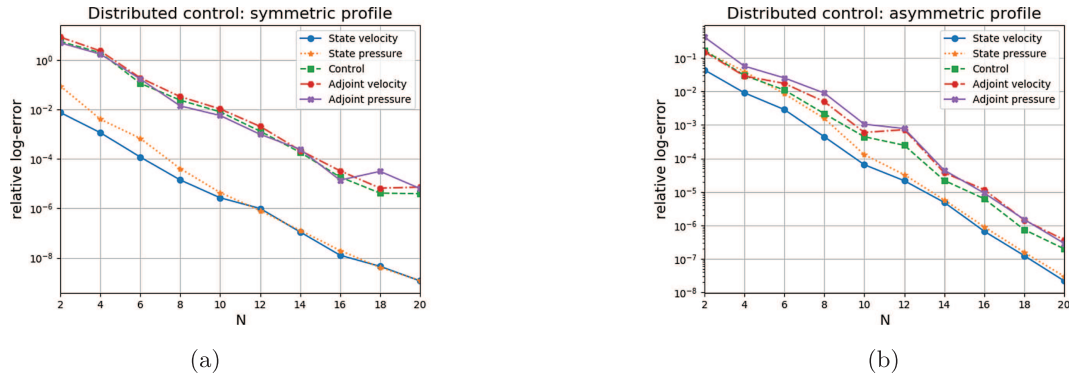 Distributed control: symmetric profile
State velocity
State pressure
Control
Adjoint velocity
Adjoint pressure
relative log-error
10⁰
10⁻²
10⁻⁴
10⁻⁶
10⁻⁸
2 4 6 8 10 12 14 16 18 20
N
(a)
Distributed control: asymmetric profile
State velocity
State pressure
Control
Adjoint velocity
Adjoint pressure
relative log-error
10⁻¹
10⁻²
10⁻³
10⁻⁴
10⁻⁵
10⁻⁶
10⁻⁷
10⁻⁸
2 4 6 8 10 12 14 16 18 20
N
(b)